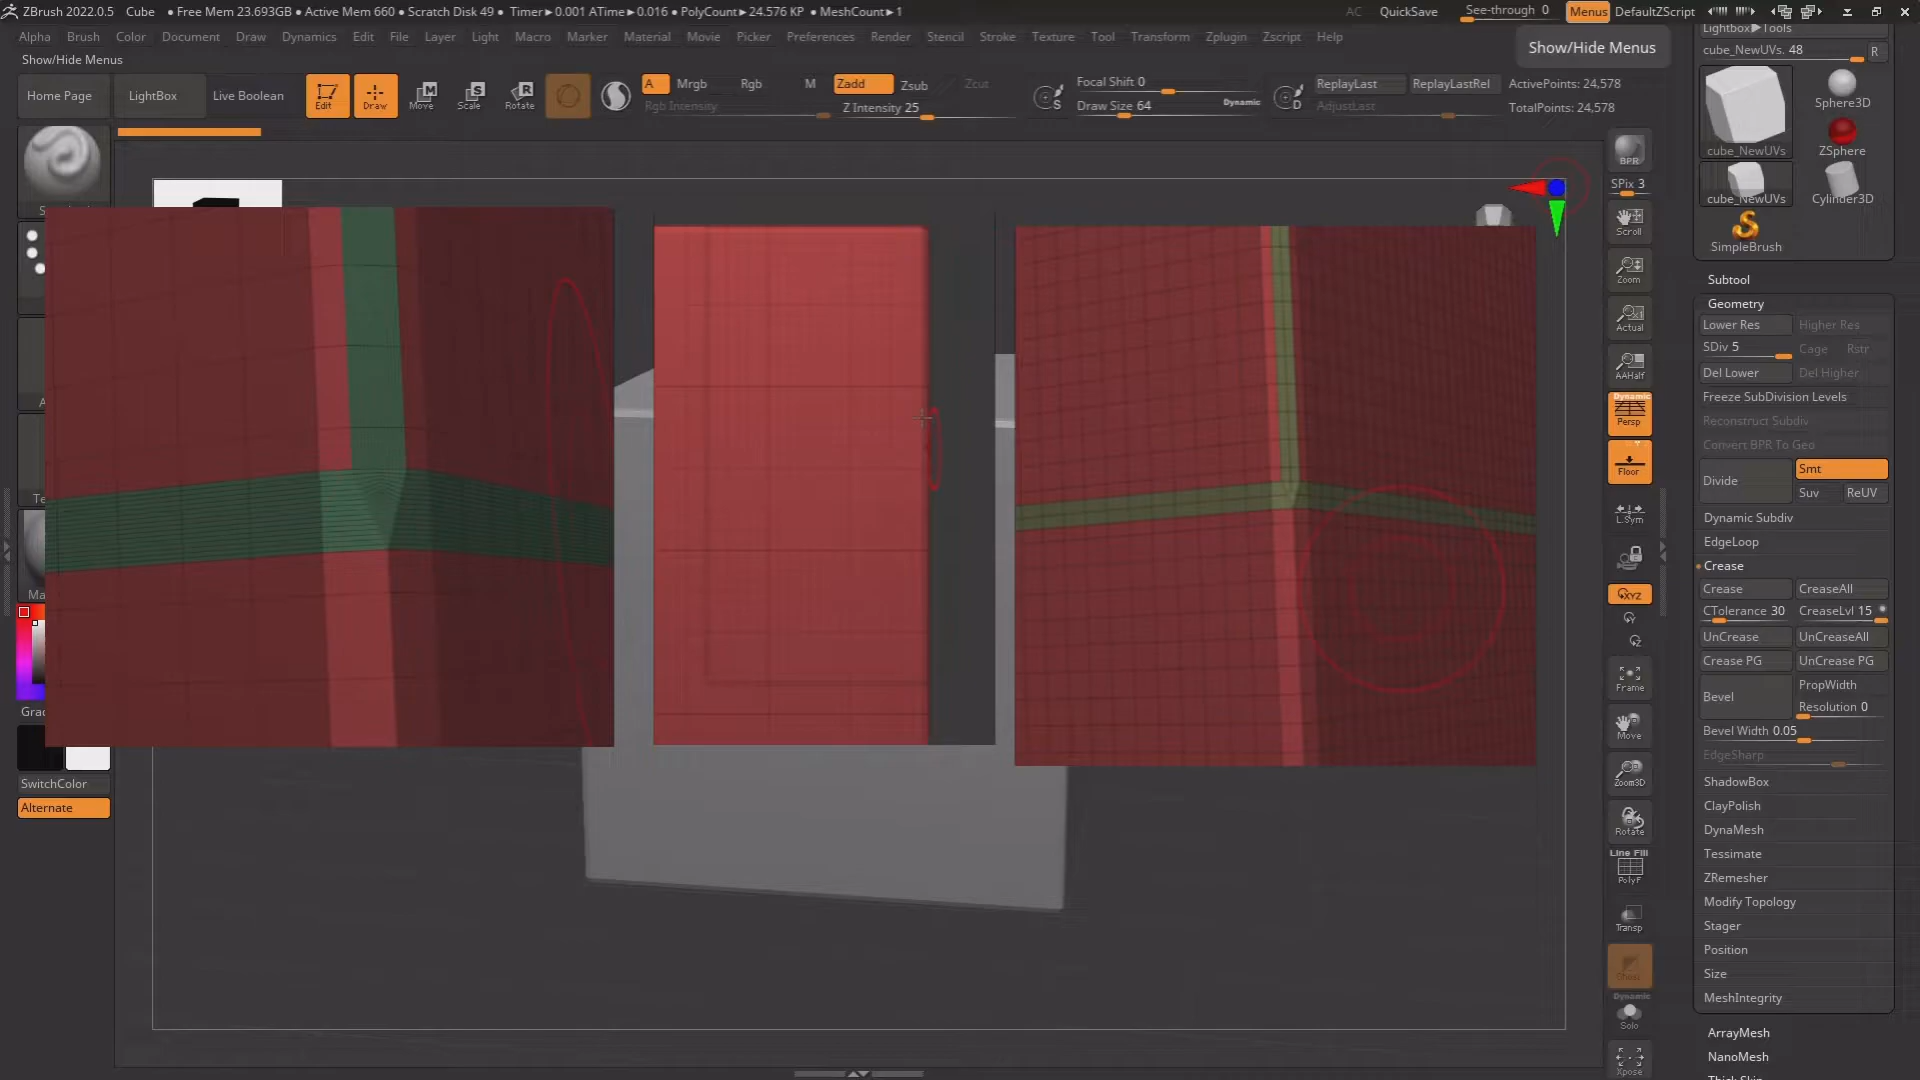 ZBrush 2022.0.5 Cube • Free Mem 23.693GB • Active Mem 660 • Scratch Disk 49 • Timer►0.001 ATime►0.016 • PolyCount►24.576 KP • MeshCount►1
AC QuickSave See-through 0 Menus DefaultZScript
Alpha Brush Color Document Draw Dynamics Edit File Layer Light Macro Marker Material Movie Picker Preferences Render Stencil Stroke Texture Tool Transform Zplugin Zscript Help
Show/Hide Menus
Show/Hide Menus
Home Page LightBox Live Boolean
Edit Draw Move Scale Rotate
A Mrgb Rgb M Zadd Zsub Zcut
Rgb Intensity Z Intensity 25
Focal Shift 0
Draw Size 64 Dynamic
ReplayLast ReplayLastRel
AdjustLast
ActivePoints: 24,578
TotalPoints: 24,578
SwitchColor
Alternate
BPR
SPix 3
Scroll
Zoom
Actual
AAHalf
Dynamic
Persp
Floor
L.Sym
XYZ
Frame
Move
Zoom3D
Rotate
Line Fill
PolyF
Transp
Dynamic
Solo
Xpose
Lightbox►Tools
cube_NewUVs. 48 R
cube_NewUVs
Sphere3D
ZSphere
cube_NewUVs
Cylinder3D
SimpleBrush
Subtool
Geometry
Lower Res Higher Res
SDiv 5 Cage Rstr
Del Lower Del Higher
Freeze SubDivision Levels
Reconstruct Subdiv
Convert BPR To Geo
Divide Smt
Suv ReUV
Dynamic Subdiv
EdgeLoop
Crease
Crease CreaseAll
CTolerance 30 CreaseLvl 15
UnCrease UnCreaseAll
Crease PG UnCrease PG
Bevel PropWidth
Resolution 0
Bevel Width 0.05
EdgeSharp
ShadowBox
ClayPolish
DynaMesh
Tessimate
ZRemesher
Modify Topology
Stager
Position
Size
MeshIntegrity
ArrayMesh
NanoMesh